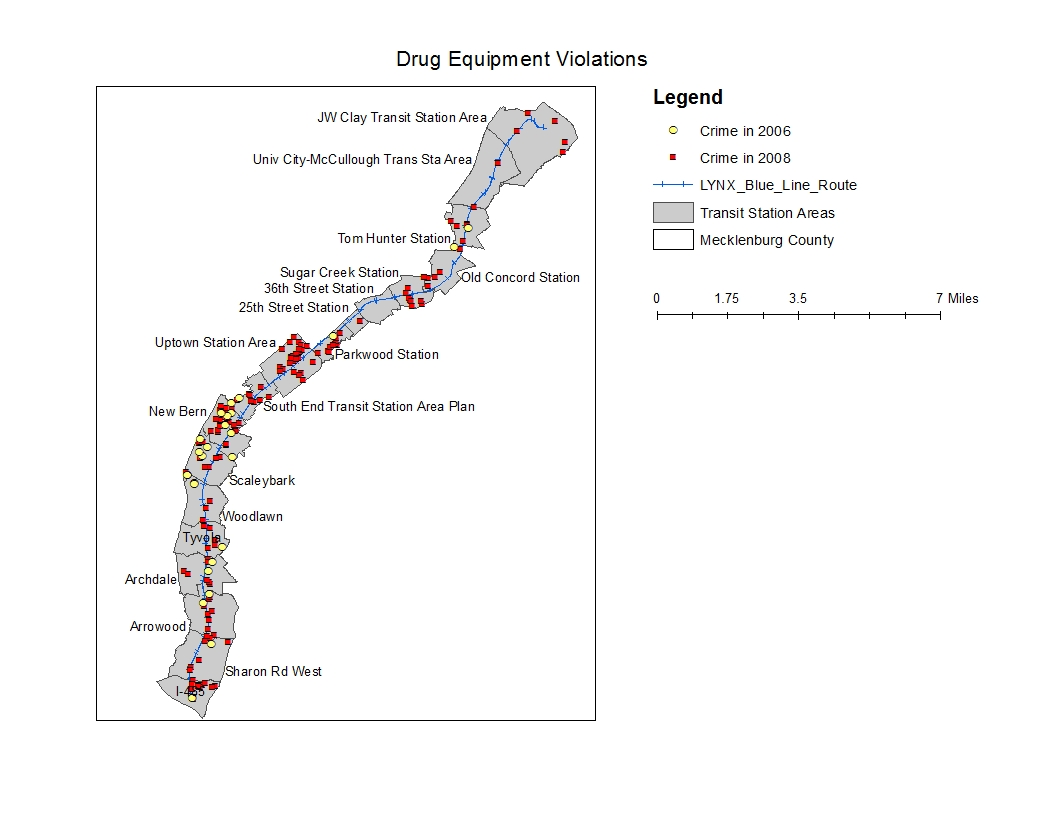 Drug Equipment Violations
Legend
Crime in 2006
Crime in 2008
LYNX_Blue_Line_Route
Transit Station Areas
Mecklenburg County
0 1.75 3.5 7 Miles
JW Clay Transit Station Area
Univ City-McCullough Trans Sta Area
Tom Hunter Station
Sugar Creek Station
Old Concord Station
36th Street Station
25th Street Station
Uptown Station Area
Parkwood Station
South End Transit Station Area Plan
New Bern
Scaleybark
Woodlawn
Tyvola
Archdale
Arrowood
Sharon Rd West
I-485